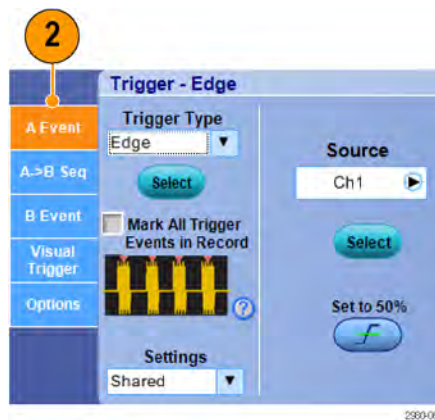 2
Trigger - Edge
A Event
A->B Seq
B Event
Visual
Trigger
Options
Trigger Type
Edge
Select
Mark All Trigger
Events in Record
?
Settings
Shared
Source
Ch1
Select
Set to 50%